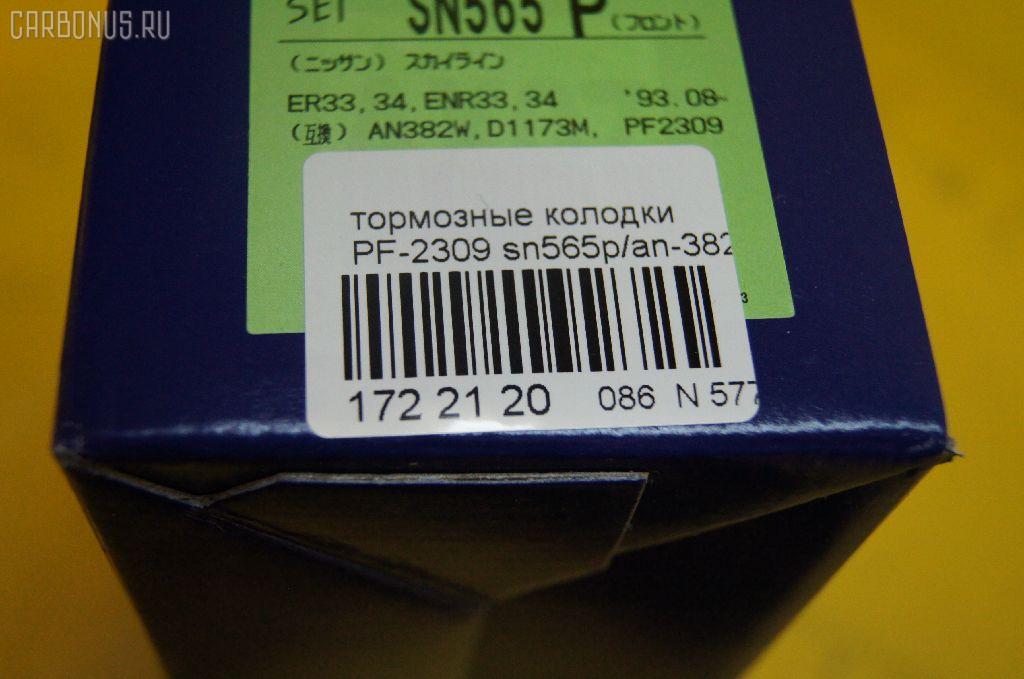 CARBONUS.RU
SET SN565 P (フロント)
(ニッサン) スカイライン
ER33, 34, ENR33, 34 '93.08~
(互換) AN382W, D1173M, PF2309
тормозные колодки
PF-2309 sn565p/an-382
3
172 21 20 086 N 577